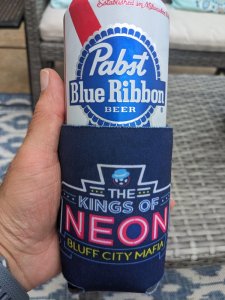 Established in Milwaukee
Pabst
Blue Ribbon
BEER
THE
KINGS OF
NEON
BLUFF CITY MAFIA